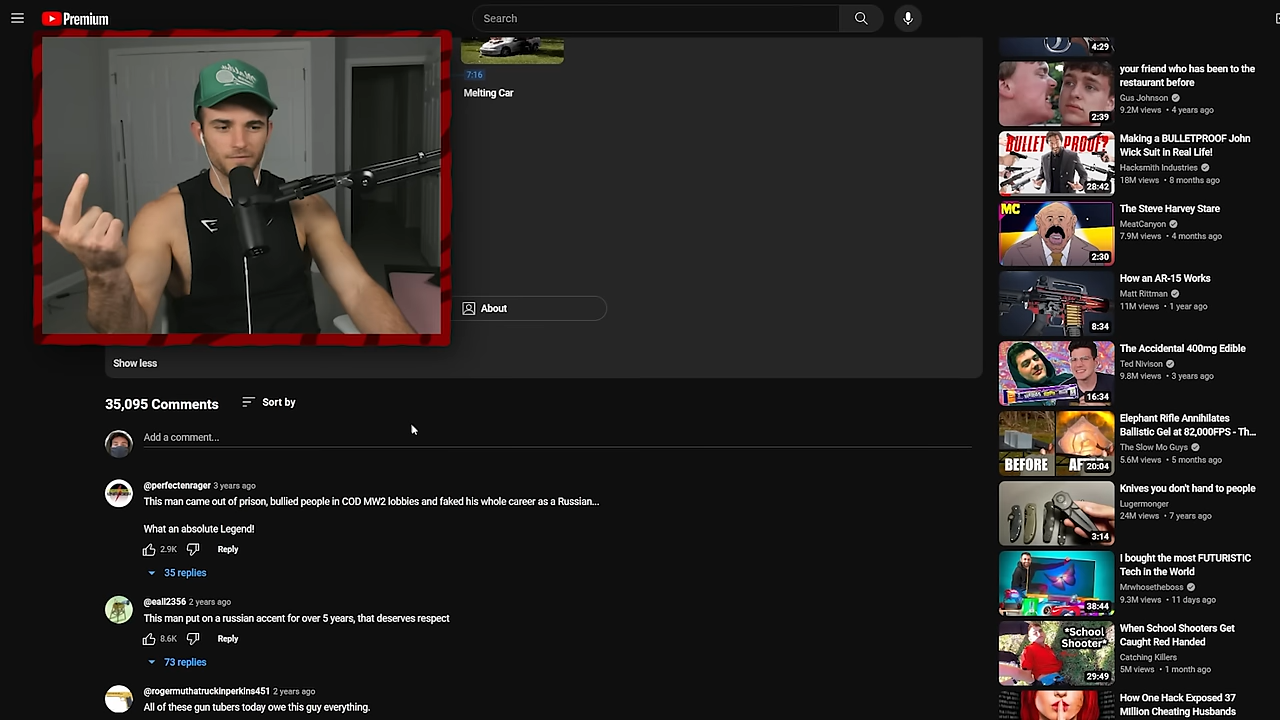 Premium
Search
7:16
Melting Car
About
Show less
35,095 Comments
Sort by
Add a comment...
@perfectenrager 3 years ago
This man came out of prison, bullied people in COD MW2 lobbies and faked his whole career as a Russian...
What an absolute Legend!
2.9K
Reply
35 replies
@eall2356 2 years ago
This man put on a russian accent for over 5 years that deserves respect
8.6K
Reply
73 replies
@rogermuthatruckinperkins451 2 years ago
All of these gun tubers today owe this guy everything.
4:29
your friend who has been to the
restaurant before
Gus Johnson
9.2M views • 4 years ago
2:39
BULLET PROOF?
Making a BULLETPROOF John
Wick Suit In Real Life!
Hacksmith Industries
18M views • 8 months ago
28:42
MC
The Steve Harvey Stare
MeatCanyon
7.9M views • 4 months ago
2:30
How an AR-15 Works
Matt Rittman
11M views • 1 year ago
8:34
The Accidental 400mg Edible
Ted Nivison
9.8M views • 3 years ago
16:34
Elephant Rifle Annihilates
Ballistic Gel at 82,000FPS - Th...
The Slow Mo Guys
5.6M views • 5 months ago
BEFORE
20:04
Knives you don't hand to people
Lugermonger
24M views • 7 years ago
3:14
I bought the most FUTURISTIC
Tech in the World
Mrwhosetheboss
9.3M views • 11 days ago
38:44
*School
Shooter*
When School Shooters Get
Caught Red Handed
Catching Killers
5M views • 1 month ago
29:49
How One Hack Exposed 37
Million Cheating Husbands